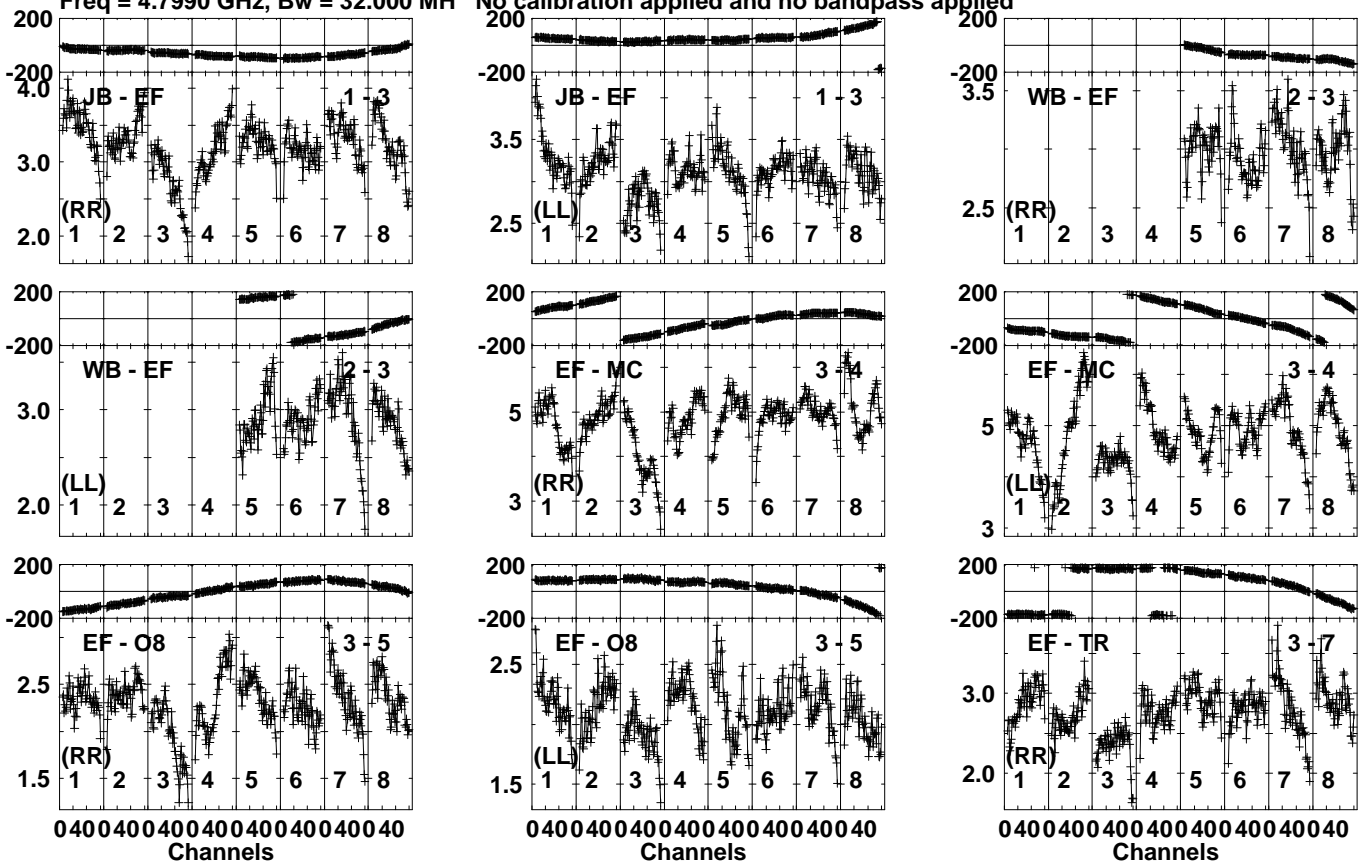 Freq = 4.7990 GHz, Bw = 32.000 MH No calibration applied and no bandpass applied
200 200 200
-200 -200 -200
JB - EF 1 - 3 JB - EF 1 - 3 WB - EF 2 - 3
4.0 3.5 3.5
3.0 2.5 2.5
2.0
(RR) (LL) (RR)
1 2 3 4 5 6 7 8 1 2 3 4 5 6 7 8 1 2 3 4 5 6 7 8
200 200 200
-200 -200 -200
WB - EF 2 - 3 EF - MC 3 - 4 EF - MC 3 - 4
3.0 5 5
2.0 3 3
(LL) (RR) (LL)
1 2 3 4 5 6 7 8 1 2 3 4 5 6 7 8 1 2 3 4 5 6 7 8
200 200 200
-200 -200 -200
EF - O8 3 - 5 EF - O8 3 - 5 EF - TR 3 - 7
2.5 2.5 3.0
1.5 1.5 2.0
(RR) (LL) (RR)
1 2 3 4 5 6 7 8 1 2 3 4 5 6 7 8 1 2 3 4 5 6 7 8
0 40 0 40 0 40 0 40 0 40 0 40 0 40 0 40 0 40 0 40 0 40 0 40 0 40 0 40 0 40 0 40 0 40 0 40 0 40 0 40 0 40 0 40 0 40 0 40
Channels Channels Channels